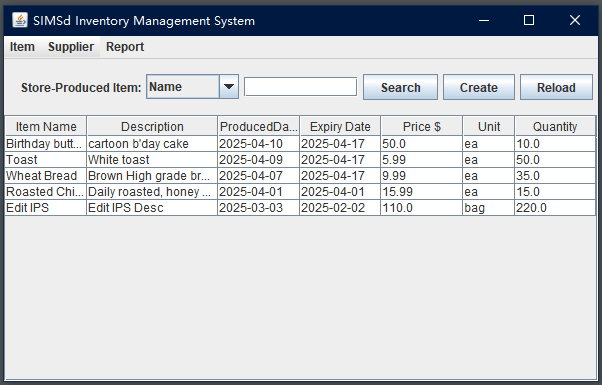 SIMSd Inventory Management System
Item Supplier Report
Store-Produced Item: Name Search Create Reload
Item Name Description ProducedDa... Expiry Date Price $ Unit Quantity
Birthday butt... cartoon b'day cake 2025-04-10 2025-04-17 50.0 ea 10.0
Toast White toast 2025-04-09 2025-04-17 5.99 ea 50.0
Wheat Bread Brown High grade br... 2025-04-07 2025-04-17 9.99 ea 35.0
Roasted Chi... Daily roasted, honey ... 2025-04-01 2025-04-01 15.99 ea 15.0
Edit IPS Edit IPS Desc 2025-03-03 2025-02-02 110.0 bag 220.0